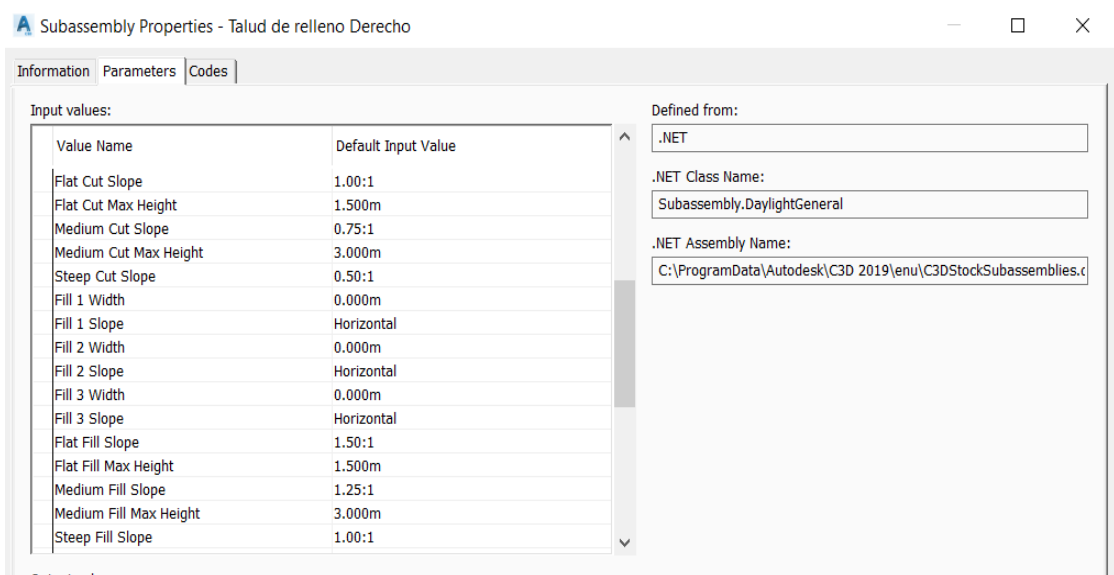 Subassembly Properties - Talud de relleno Derecho
Information Parameters Codes
Input values:
Value Name Default Input Value
Flat Cut Slope 1.00:1
Flat Cut Max Height 1.500m
Medium Cut Slope 0.75:1
Medium Cut Max Height 3.000m
Steep Cut Slope 0.50:1
Fill 1 Width 0.000m
Fill 1 Slope Horizontal
Fill 2 Width 0.000m
Fill 2 Slope Horizontal
Fill 3 Width 0.000m
Fill 3 Slope Horizontal
Flat Fill Slope 1.50:1
Flat Fill Max Height 1.500m
Medium Fill Slope 1.25:1
Medium Fill Max Height 3.000m
Steep Fill Slope 1.00:1
Defined from:
.NET
.NET Class Name:
Subassembly.DaylightGeneral
.NET Assembly Name:
C:\ProgramData\Autodesk\C3D 2019\enu\C3DStockSubassemblies.